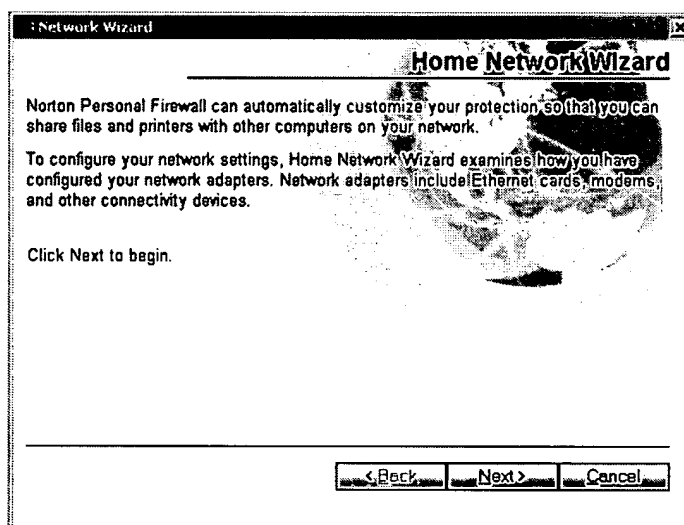 Network Wizard
Home Network Wizard
Norton Personal Firewall can automatically customize your protection so that you can
share files and printers with other computers on your network.
To configure your network settings, Home Network Wizard examines how you have
configured your network adapters. Network adapters include Ethernet cards, modems,
and other connectivity devices.
Click Next to begin.
< Back Next > Cancel